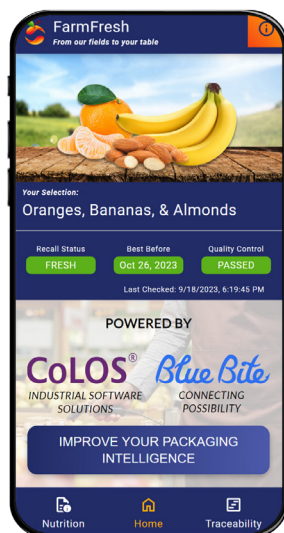 FarmFresh
From our fields to your table
Your Selection:
Oranges, Bananas, & Almonds
Recall Status
Best Before
Quality Control
FRESH
Oct 26, 2023
PASSED
Last Checked: 9/18/2023, 6:19:45 PM
POWERED BY
CoLOS®
INDUSTRIAL SOFTWARE
SOLUTIONS
Blue Bite
CONNECTING
POSSIBILITY
IMPROVE YOUR PACKAGING
INTELLIGENCE
Nutrition
Home
Traceability